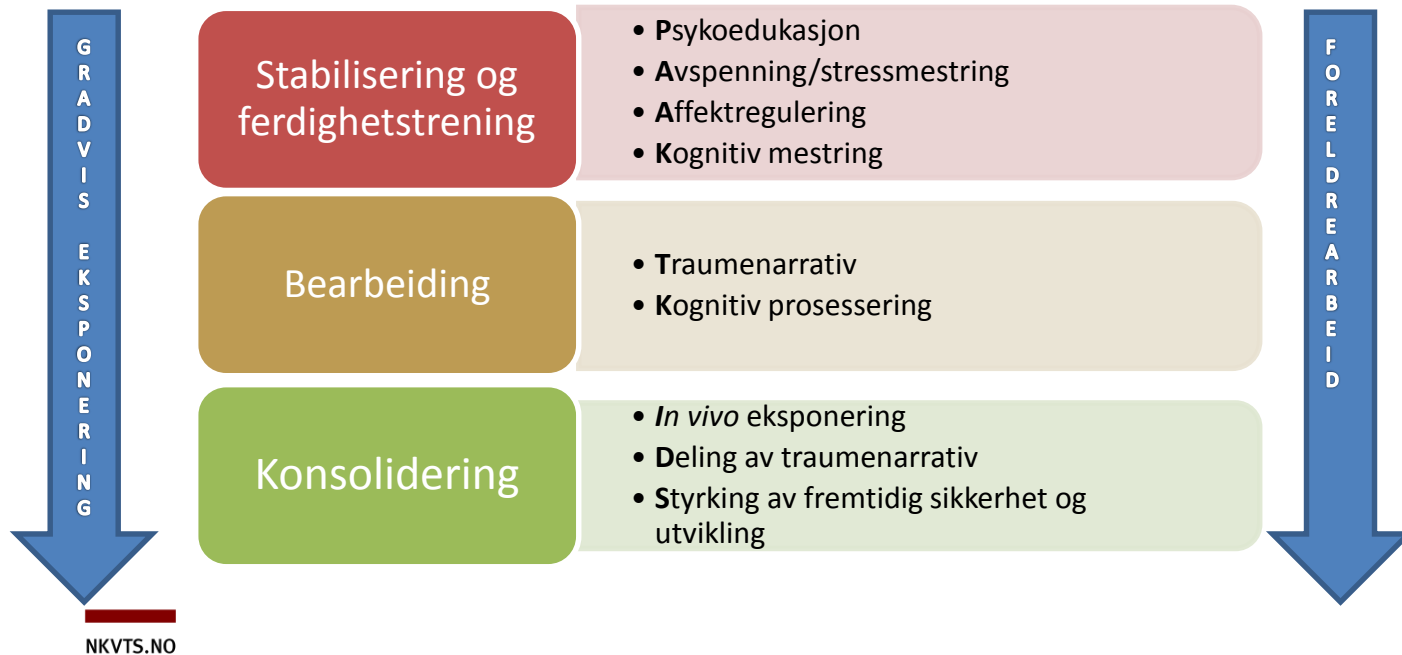 GRADVIS EKSPONERING
Stabilisering og
ferdighetstrening
• Psykoedukasjon
• Avspenning/stressmestring
• Affektregulering
• Kognitiv mestring
Bearbeiding
• Traumenarrativ
• Kognitiv prosessering
Konsolidering
• In vivo eksponering
• Deling av traumenarrativ
• Styrking av fremtidig sikkerhet og
utvikling
FORELDREARBEID
NKVTS.NO